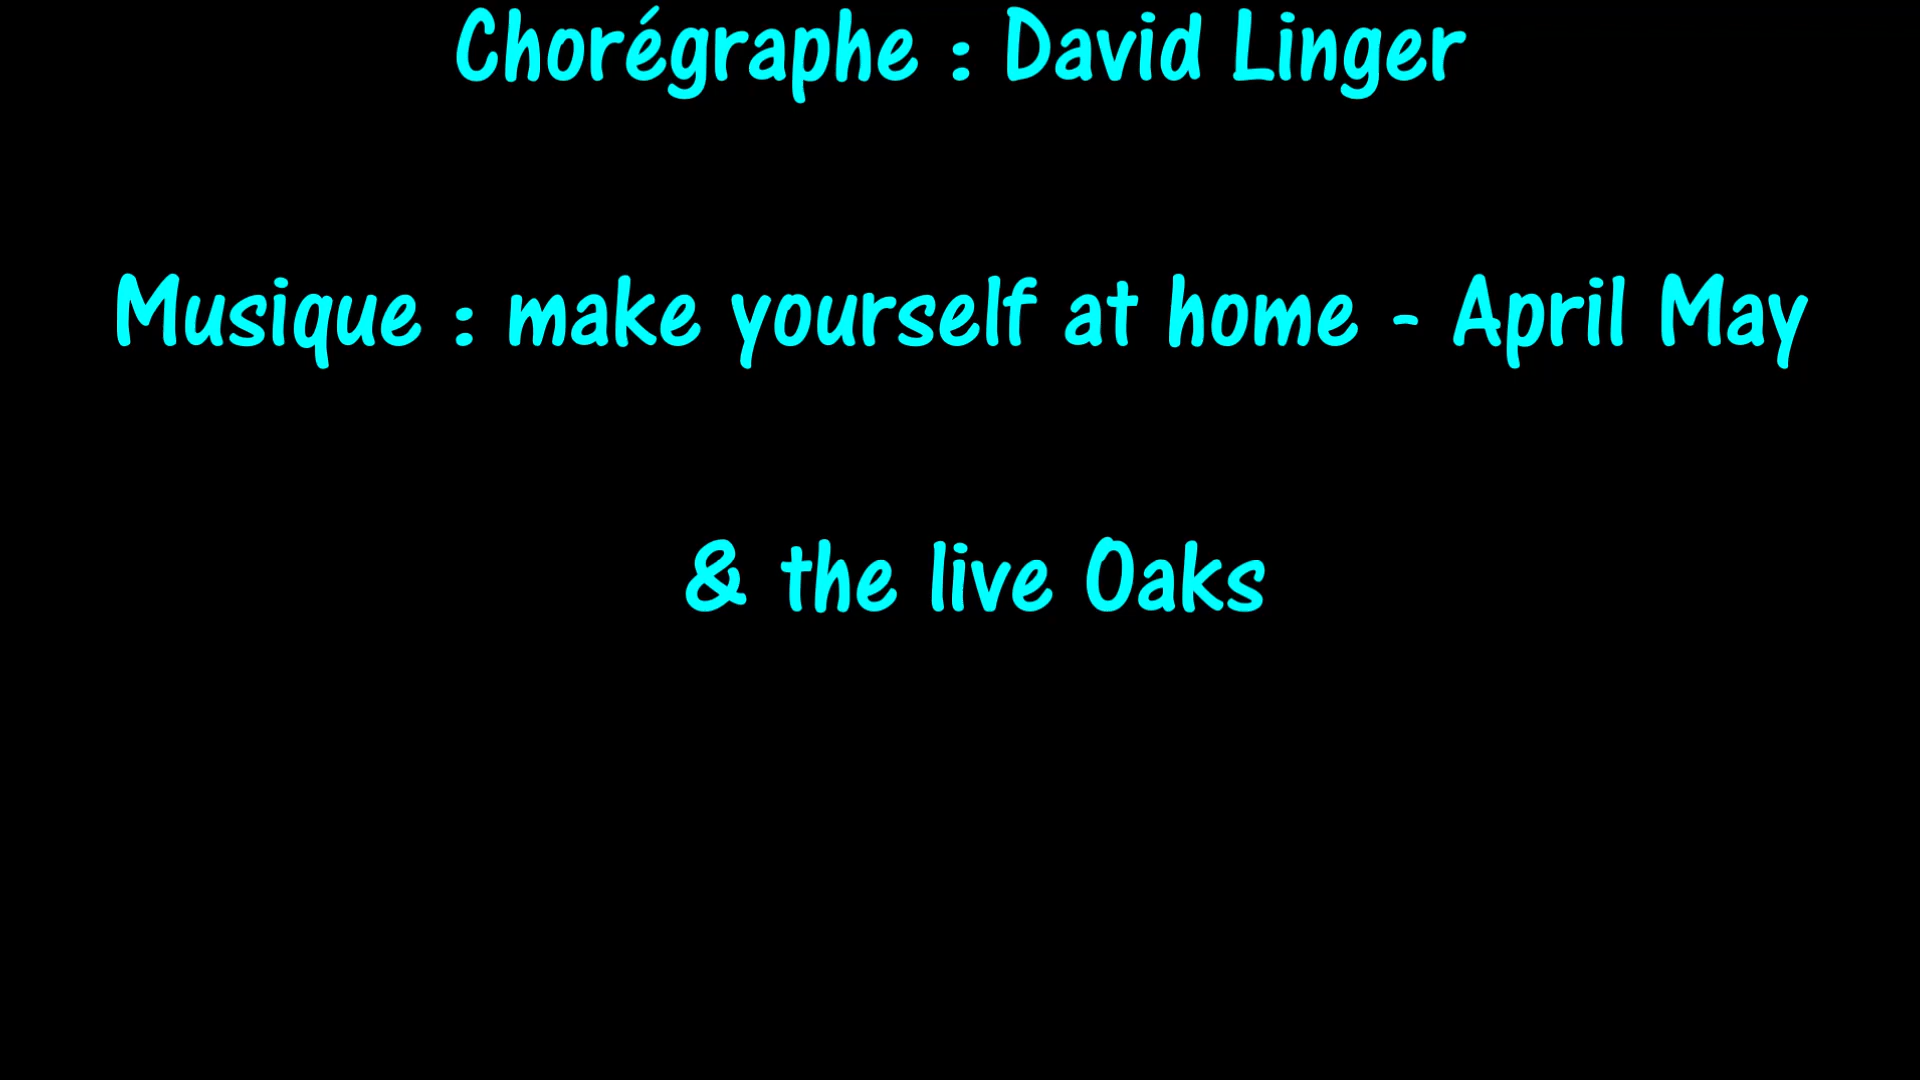 Chorégraphe : David Linger
Musique : make yourself at home - April May
& the live Oaks